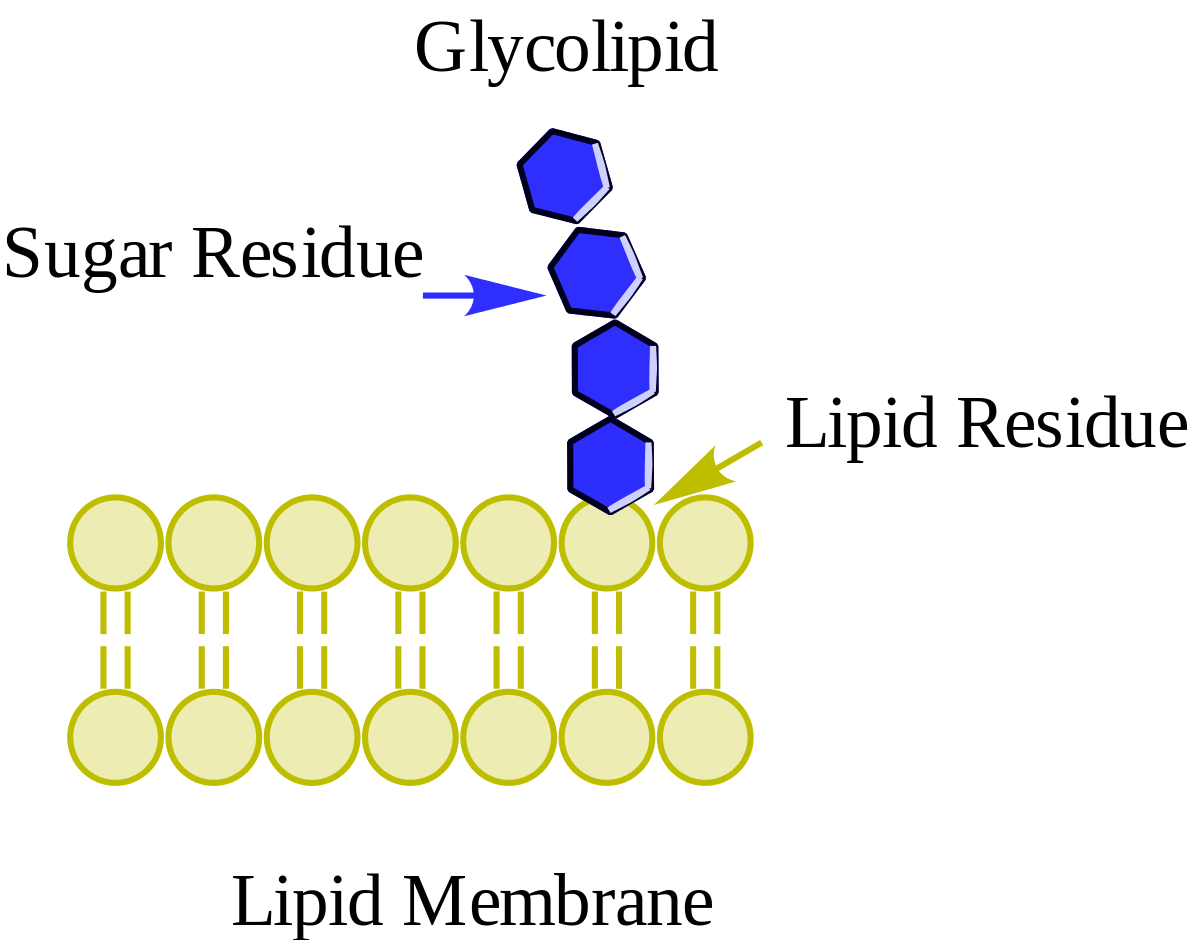 Glycolipid
Sugar Residue
Lipid Residue
Lipid Membrane